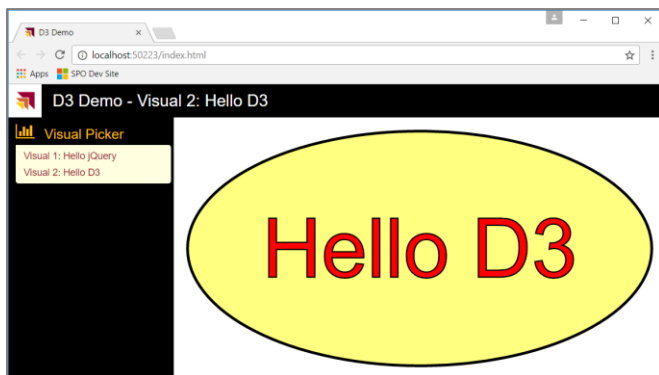 D3 Demo
localhost:50223/index.html
Apps SPO Dev Site
D3 Demo - Visual 2: Hello D3
Visual Picker
Visual 1: Hello jQuery
Visual 2: Hello D3
Hello D3